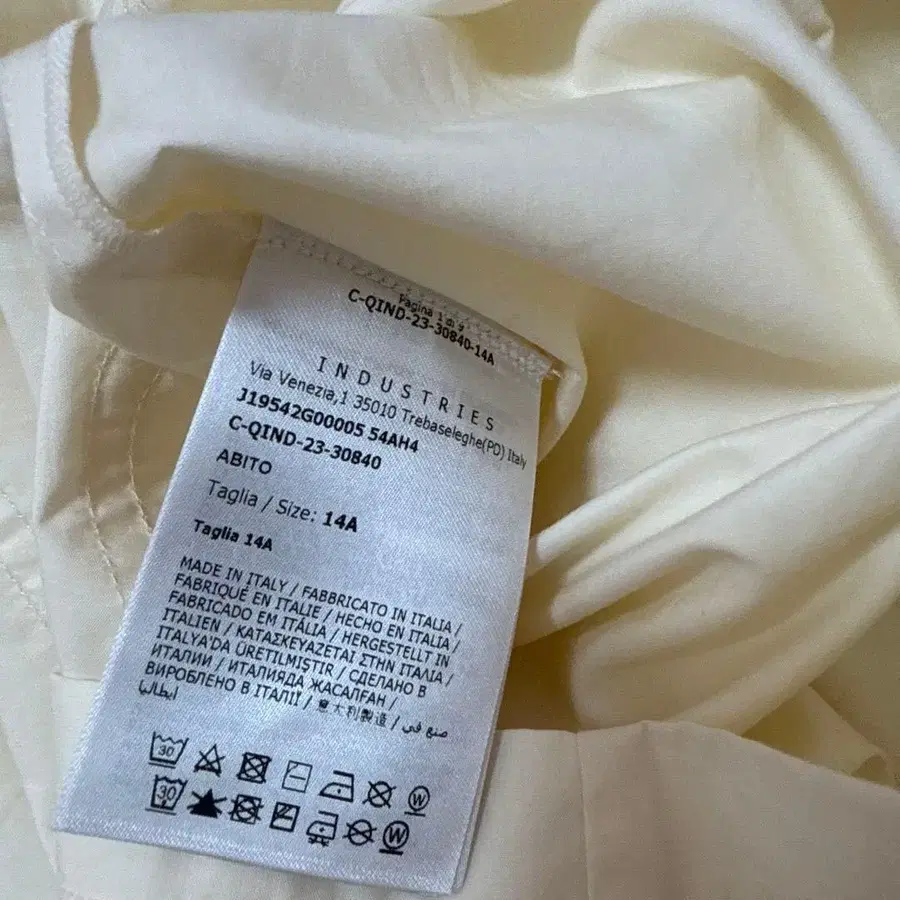 Pagina 1 di 9
C-QIND-23-30840-14A
INDUSTRIES
Via Venezia,1 35010 Trebaseleghe(PD) Italy
J19542G00005 54AH4
C-QIND-23-30840
ABITO
Taglia / Size: 14A
Taglia 14A
MADE IN ITALY / FABBRICATO IN ITALIA /
FABRIQUÉ EN ITALIE / HECHO EN ITALIA /
FABRICADO EM ITÁLIA / HERGESTELLT IN
ITALIEN / ΚΑΤΑΣΚΕΥΑΖΕΤΑΙ ΣΤΗΝ ΙΤΑΛΙΑ /
ITALYA'DA ÜRETILMIŞTIR / СДЕЛАНО В
ИТАЛИИ / ИТАЛИЯДА ЖАСАЛҒАН /
ВИРОБЛЕНО В ІТАЛІЇ / 意大利製造 / صنع في
ايطاليا
30 W
30 W